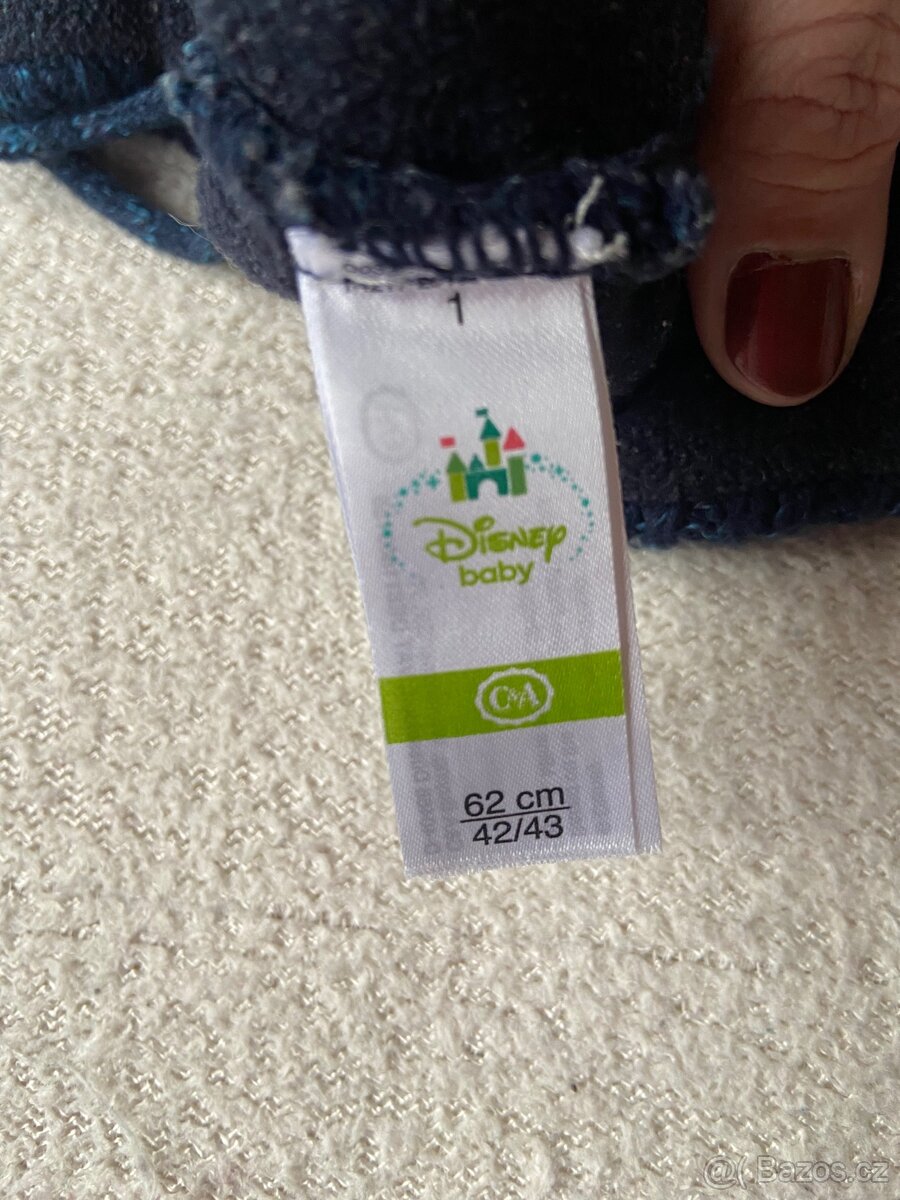 1
Disney
baby
C&A
62 cm
42/43
@( Bazos.cz